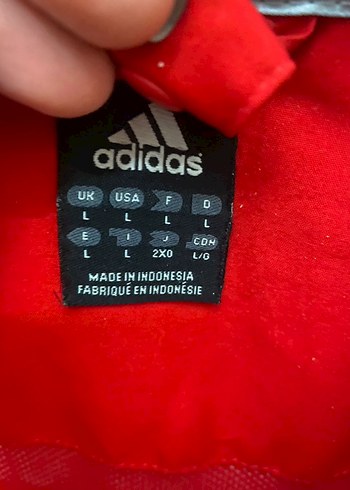 adidas
UK USA F D
L L L L
E I J CDN
L L 2XO L/G
MADE IN INDONESIA
FABRIQUÉ EN INDONÉSIE